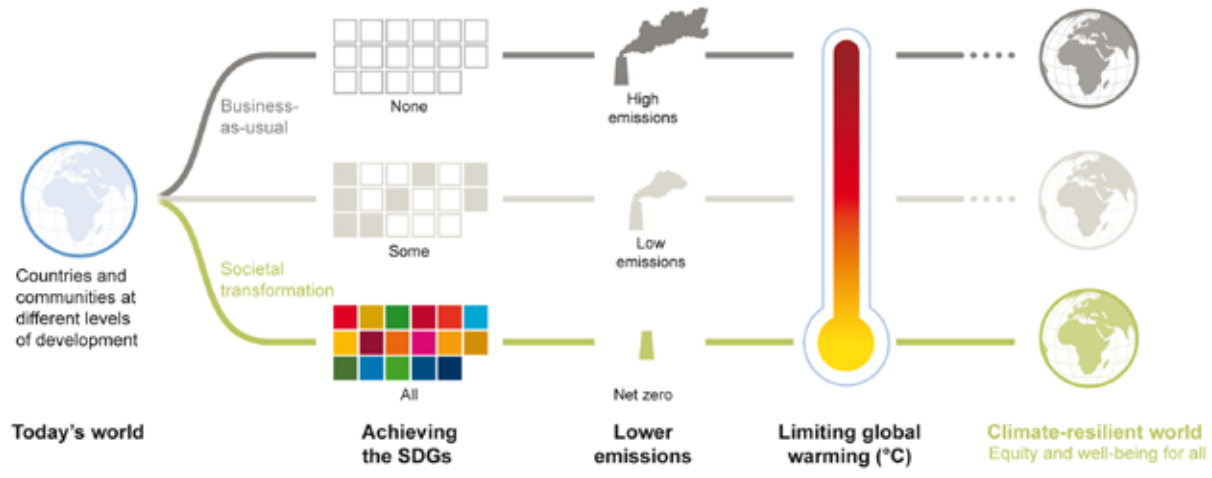 None
Business-
as-usual
High
emissions
Some
Low
emissions
Countries and
communities at
different levels
of development
Societal
transformation
All
Net zero
Today's world
Achieving
the SDGs
Lower
emissions
Limiting global
warming (°C)
Climate-resilient world
Equity and well-being for all